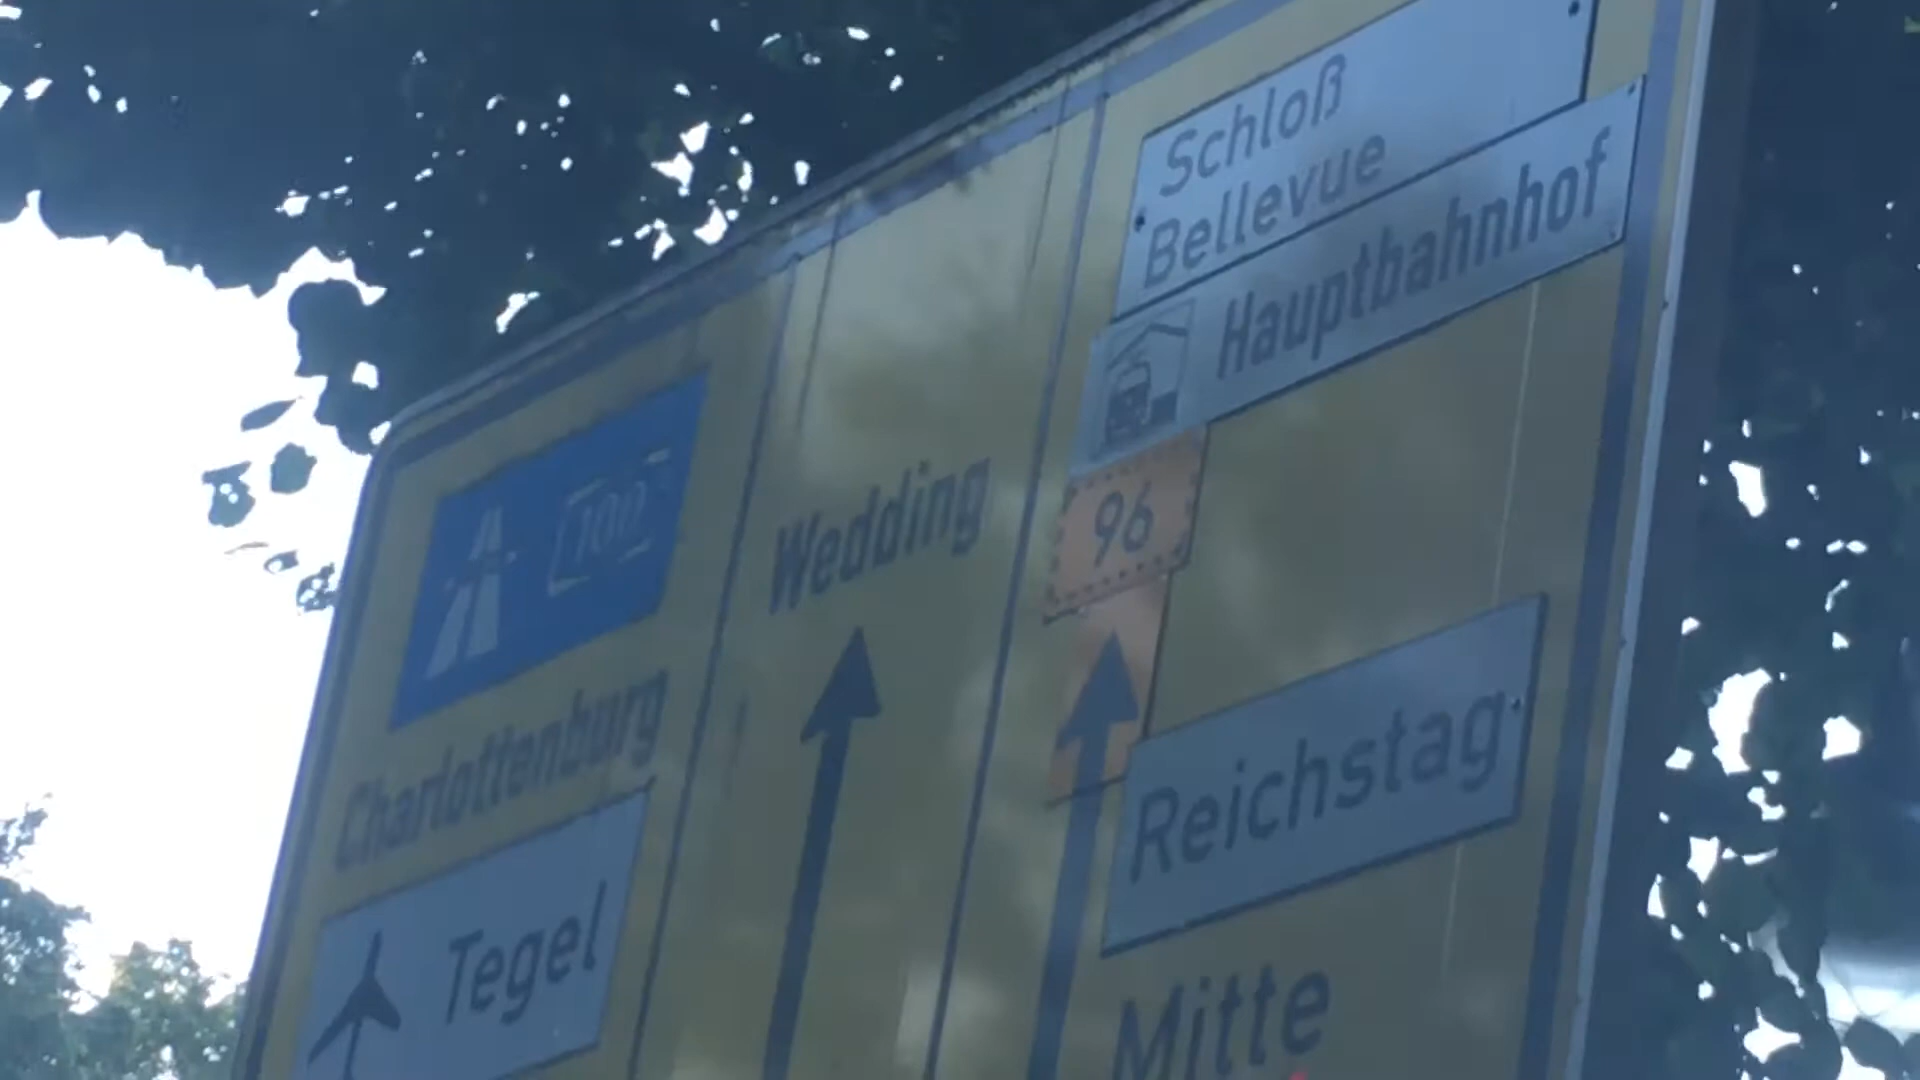 100
Charlottenburg
Tegel
Wedding
Schloß
Bellevue
Hauptbahnhof
96
Reichstag
Mitte